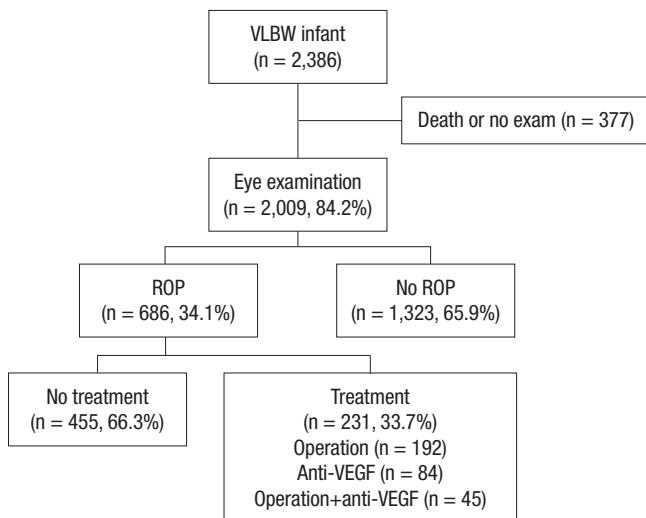 VLBW infant
(n = 2,386)
Death or no exam (n = 377)
Eye examination
(n = 2,009, 84.2%)
ROP
(n = 686, 34.1%)
No ROP
(n = 1,323, 65.9%)
No treatment
(n = 455, 66.3%)
Treatment
(n = 231, 33.7%)
Operation (n = 192)
Anti-VEGF (n = 84)
Operation+anti-VEGF (n = 45)